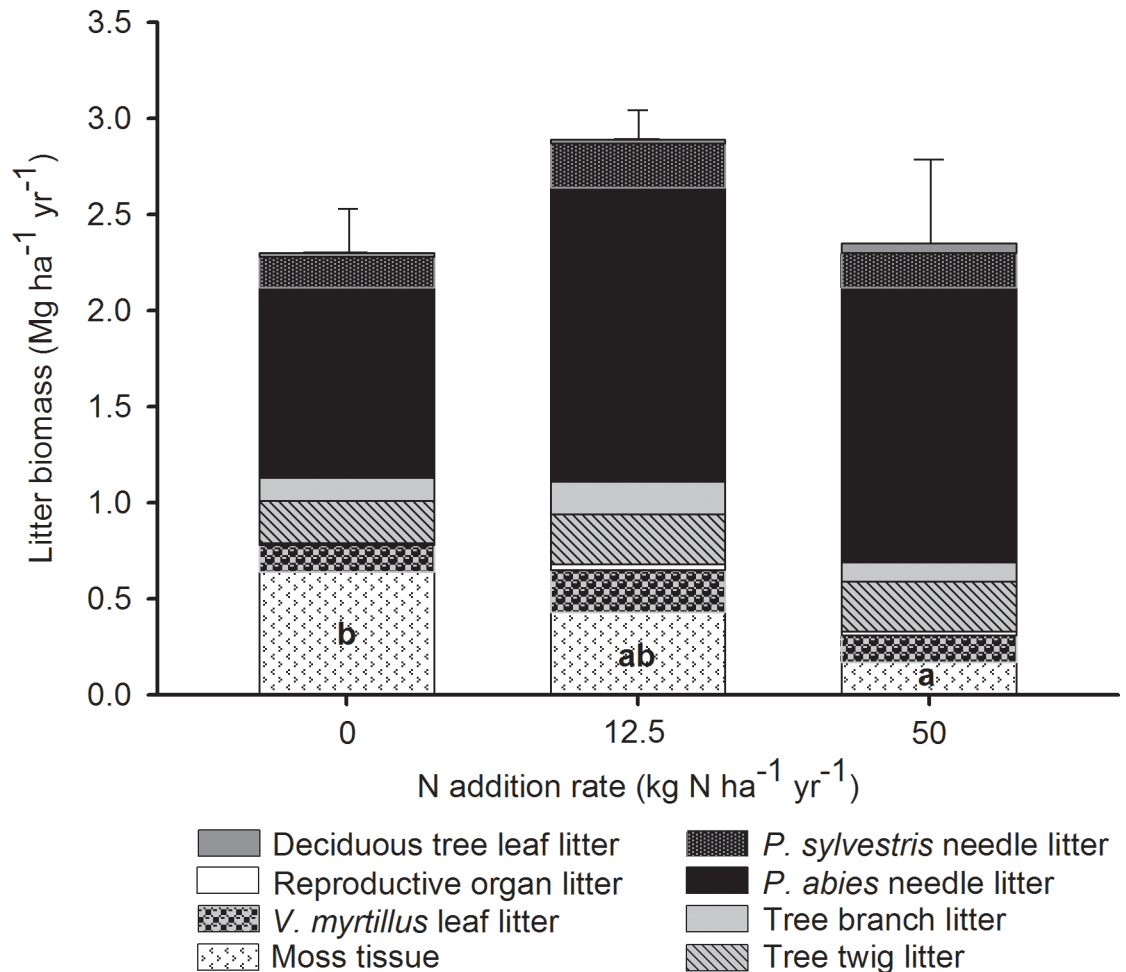 Litter biomass (Mg ha⁻¹ yr⁻¹)
3.5
3.0
2.5
2.0
1.5
1.0
0.5
0.0
b
ab
a
0
12.5
50
N addition rate (kg N ha⁻¹ yr⁻¹)
Deciduous tree leaf litter
Reproductive organ litter
V. myrtillus leaf litter
Moss tissue
P. sylvestris needle litter
P. abies needle litter
Tree branch litter
Tree twig litter